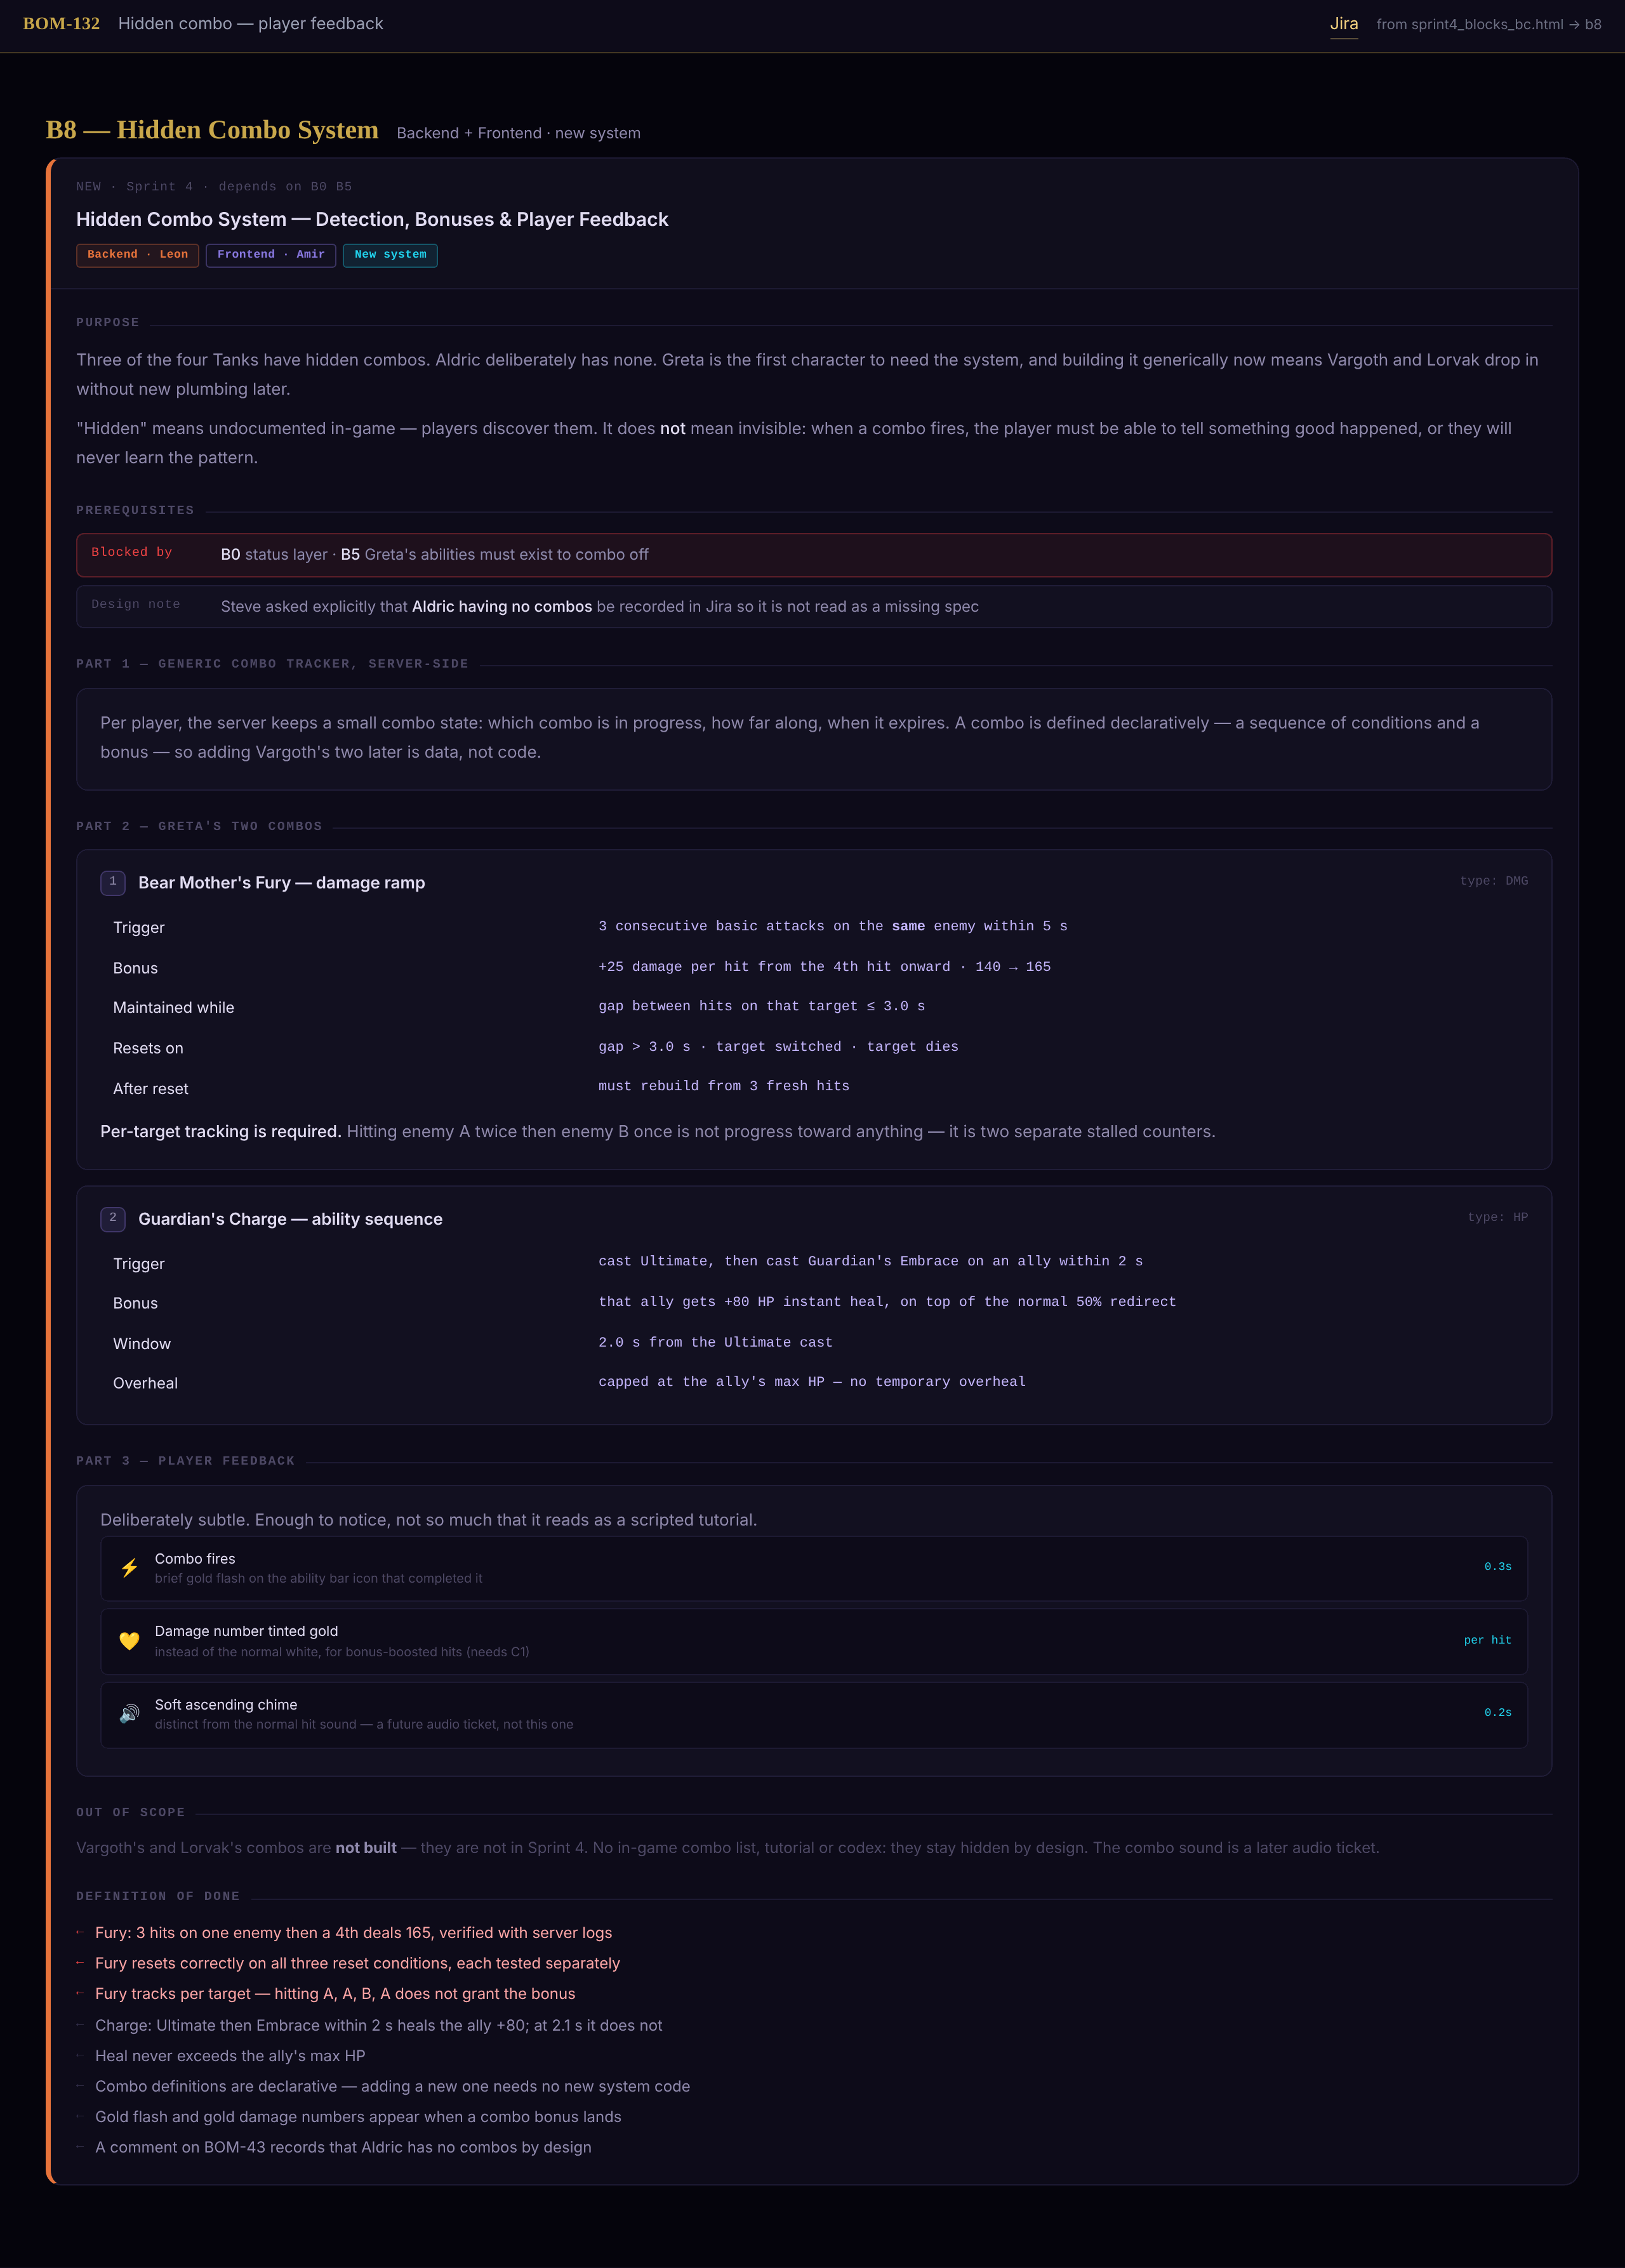 BOM-132 Hidden combo — player feedback Jira from sprint4_blocks_bc.html → b8
B8 — Hidden Combo System Backend + Frontend · new system
NEW · Sprint 4 · depends on B0 B5
Hidden Combo System — Detection, Bonuses & Player Feedback
Backend · Leon Frontend · Amir New system
PURPOSE
Three of the four Tanks have hidden combos. Aldric deliberately has none. Greta is the first character to need the system, and building it generically now means Vargoth and Lorvak drop in
without new plumbing later.
"Hidden" means undocumented in-game — players discover them. It does not mean invisible: when a combo fires, the player must be able to tell something good happened, or they will
never learn the pattern.
PREREQUISITES
Blocked by B0 status layer · B5 Greta's abilities must exist to combo off
Design note Steve asked explicitly that Aldric having no combos be recorded in Jira so it is not read as a missing spec
PART 1 — GENERIC COMBO TRACKER, SERVER-SIDE
Per player, the server keeps a small combo state: which combo is in progress, how far along, when it expires. A combo is defined declaratively — a sequence of conditions and a
bonus — so adding Vargoth's two later is data, not code.
PART 2 — GRETA'S TWO COMBOS
1 Bear Mother's Fury — damage ramp type: DMG
Trigger 3 consecutive basic attacks on the same enemy within 5 s
Bonus +25 damage per hit from the 4th hit onward · 140 → 165
Maintained while gap between hits on that target ≤ 3.0 s
Resets on gap > 3.0 s · target switched · target dies
After reset must rebuild from 3 fresh hits
Per-target tracking is required. Hitting enemy A twice then enemy B once is not progress toward anything — it is two separate stalled counters.
2 Guardian's Charge — ability sequence type: HP
Trigger cast Ultimate, then cast Guardian's Embrace on an ally within 2 s
Bonus that ally gets +80 HP instant heal, on top of the normal 50% redirect
Window 2.0 s from the Ultimate cast
Overheal capped at the ally's max HP — no temporary overheal
PART 3 — PLAYER FEEDBACK
Deliberately subtle. Enough to notice, not so much that it reads as a scripted tutorial.
⚡ Combo fires 0.3s
brief gold flash on the ability bar icon that completed it
💛 Damage number tinted gold per hit
instead of the normal white, for bonus-boosted hits (needs C1)
🔊 Soft ascending chime 0.2s
distinct from the normal hit sound — a future audio ticket, not this one
OUT OF SCOPE
Vargoth's and Lorvak's combos are not built — they are not in Sprint 4. No in-game combo list, tutorial or codex: they stay hidden by design. The combo sound is a later audio ticket.
DEFINITION OF DONE
← Fury: 3 hits on one enemy then a 4th deals 165, verified with server logs
← Fury resets correctly on all three reset conditions, each tested separately
← Fury tracks per target — hitting A, A, B, A does not grant the bonus
← Charge: Ultimate then Embrace within 2 s heals the ally +80; at 2.1 s it does not
← Heal never exceeds the ally's max HP
← Combo definitions are declarative — adding a new one needs no new system code
← Gold flash and gold damage numbers appear when a combo bonus lands
← A comment on BOM-43 records that Aldric has no combos by design